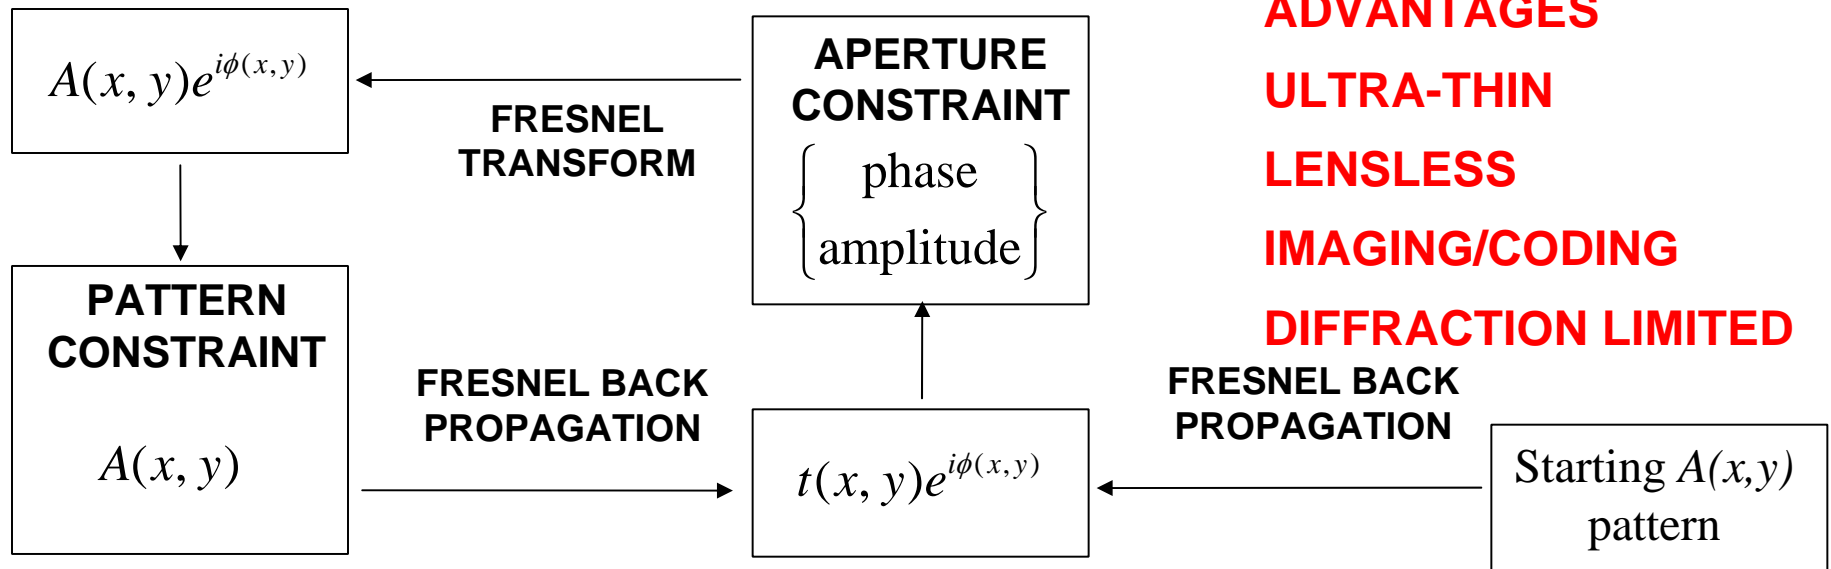 A(x, y)e^{iϕ(x,y)}
FRESNEL
TRANSFORM
APERTURE
CONSTRAINT
phase
amplitude
ADVANTAGES
ULTRA-THIN
LENSLESS
IMAGING/CODING
DIFFRACTION LIMITED
PATTERN
CONSTRAINT
A(x, y)
FRESNEL BACK
PROPAGATION
t(x, y)e^{iϕ(x,y)}
FRESNEL BACK
PROPAGATION
Starting A(x,y)
pattern